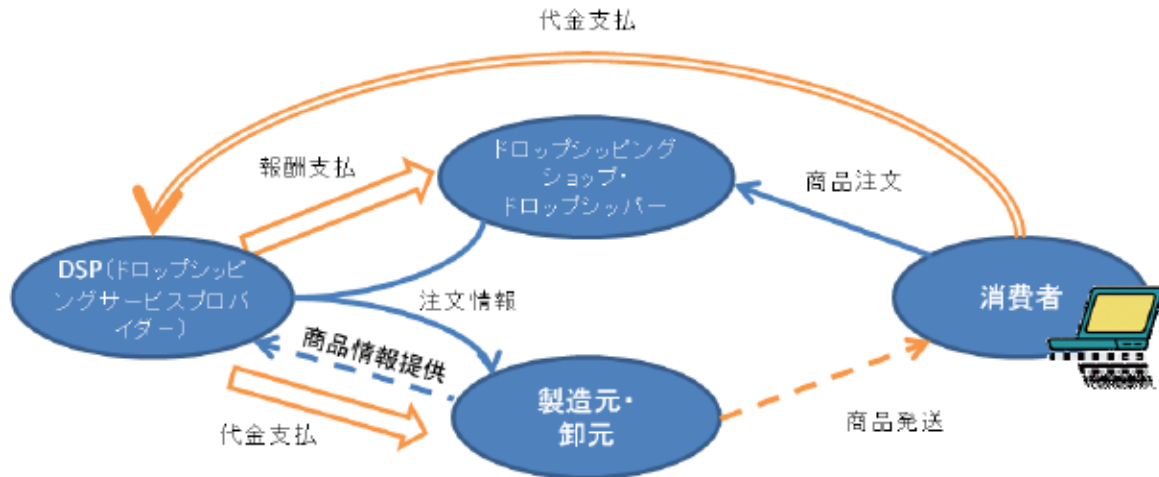 代金支払
報酬支払
ドロップシッピング
ショップ・
ドロップシッパー
商品注文
DSP(ドロップシッピ
ングサービスプロバ
イダー)
注文情報
消費者
商品情報提供
製造元・
卸元
代金支払
商品発送